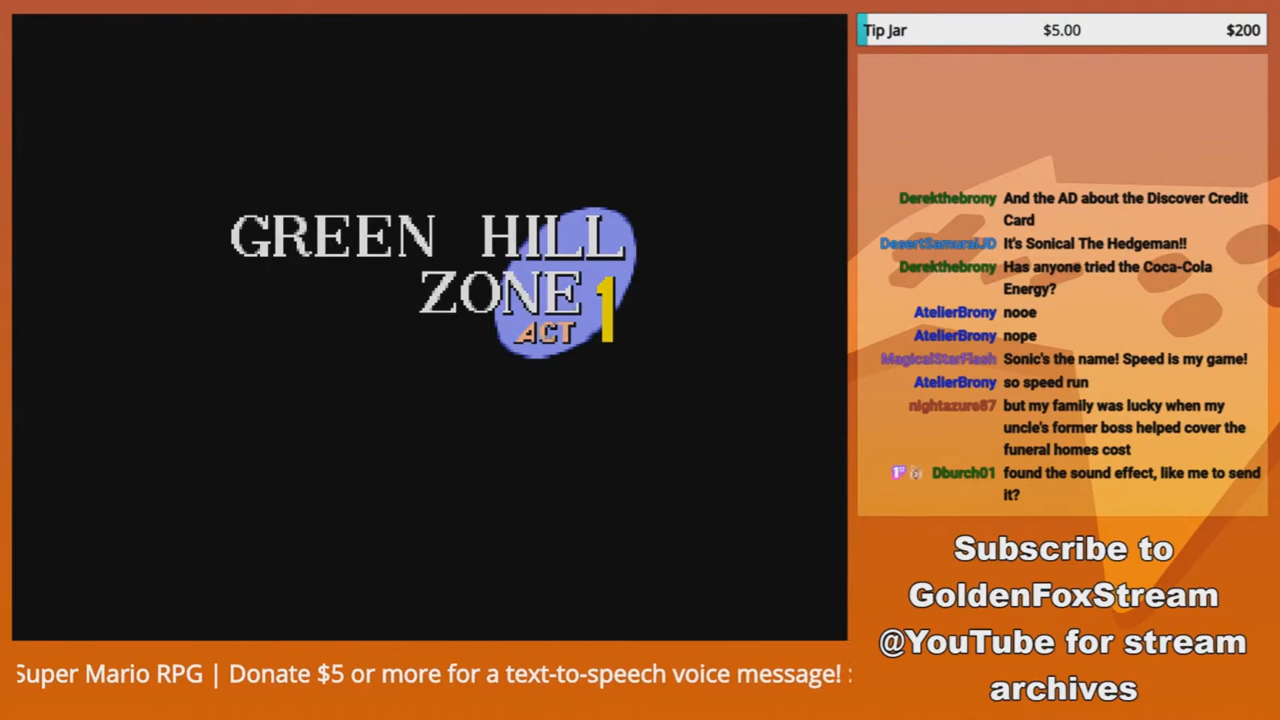 GREEN HILL
ZONE
ACT 1
Tip Jar $5.00 $200
Derekthebrony And the AD about the Discover Credit
Card
DesertSamuraiJD It's Sonical The Hedgeman!!
Derekthebrony Has anyone tried the Coca-Cola
Energy?
AtelierBrony nooe
AtelierBrony nope
MagicalStarFlash Sonic's the name! Speed is my game!
AtelierBrony so speed run
nightazure87 but my family was lucky when my
uncle's former boss helped cover the
funeral homes cost
Dburch01 found the sound effect, like me to send
it?
Subscribe to
GoldenFoxStream
@YouTube for stream
archives
Super Mario RPG | Donate $5 or more for a text-to-speech voice message!